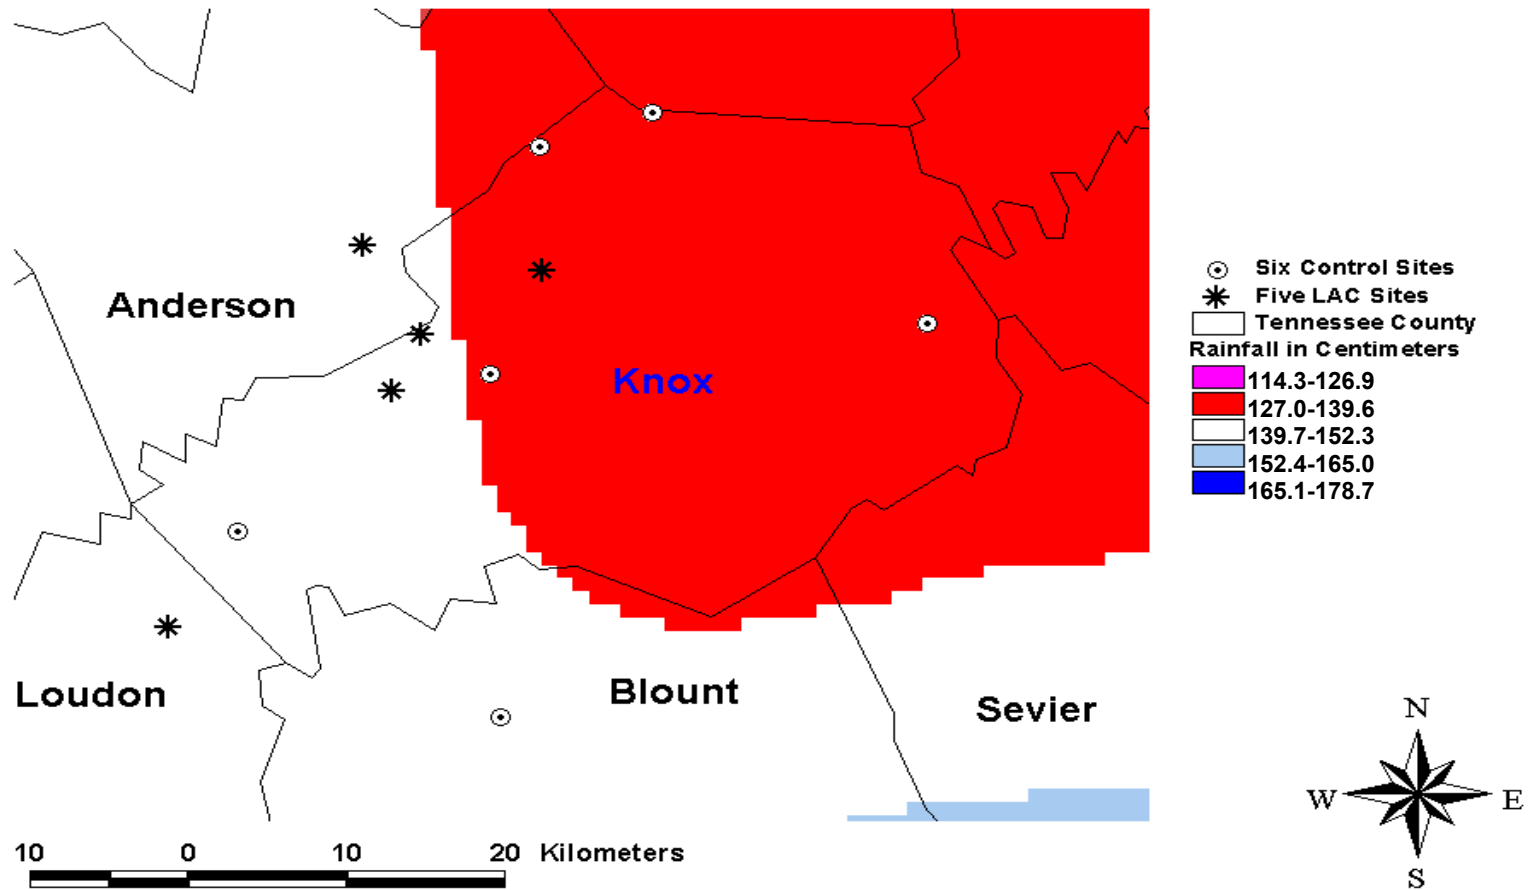 Anderson
Knox
Loudon
Blount
Sevier
Six Control Sites
Five LAC Sites
Tennessee County
Rainfall in Centimeters
114.3-126.9
127.0-139.6
139.7-152.3
152.4-165.0
165.1-178.7
N
W E
S
10 0 10 20 Kilometers